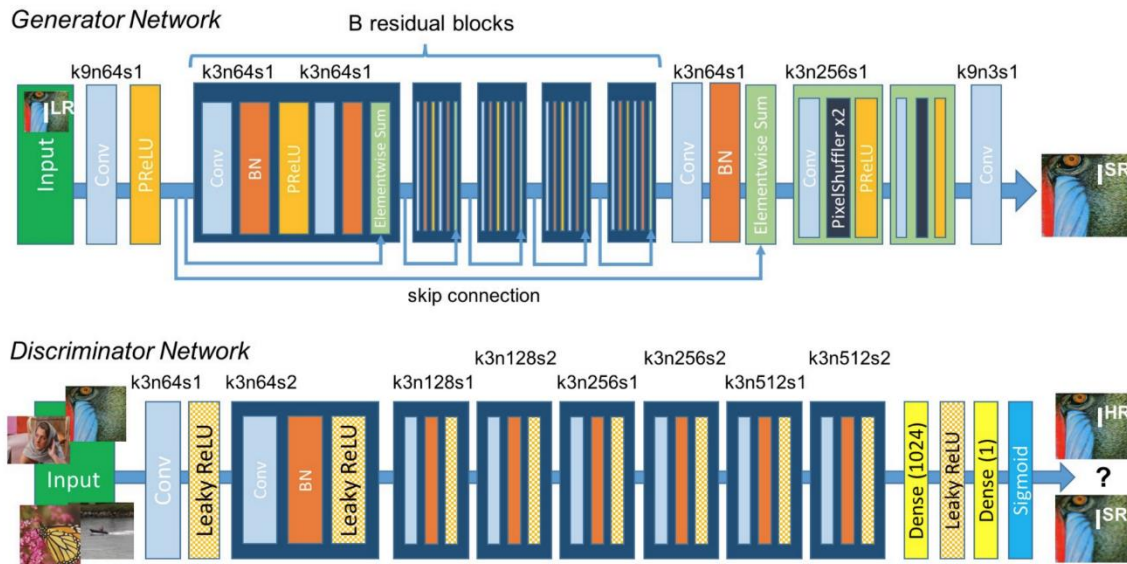 Generator Network
B residual blocks
k9n64s1
k3n64s1
k3n64s1
k3n64s1
k3n256s1
k9n3s1
I^LR
Input
Conv
PReLU
Conv
BN
PReLU
Elementwise Sum
Conv
BN
Elementwise Sum
Conv
PixelShuffler x2
PReLU
Conv
I^SR
skip connection
Discriminator Network
k3n64s1
k3n64s2
k3n128s1
k3n128s2
k3n256s1
k3n256s2
k3n512s1
k3n512s2
Input
Conv
Leaky ReLU
Conv
BN
Leaky ReLU
Dense (1024)
Leaky ReLU
Dense (1)
Sigmoid
I^HR
?
I^SR